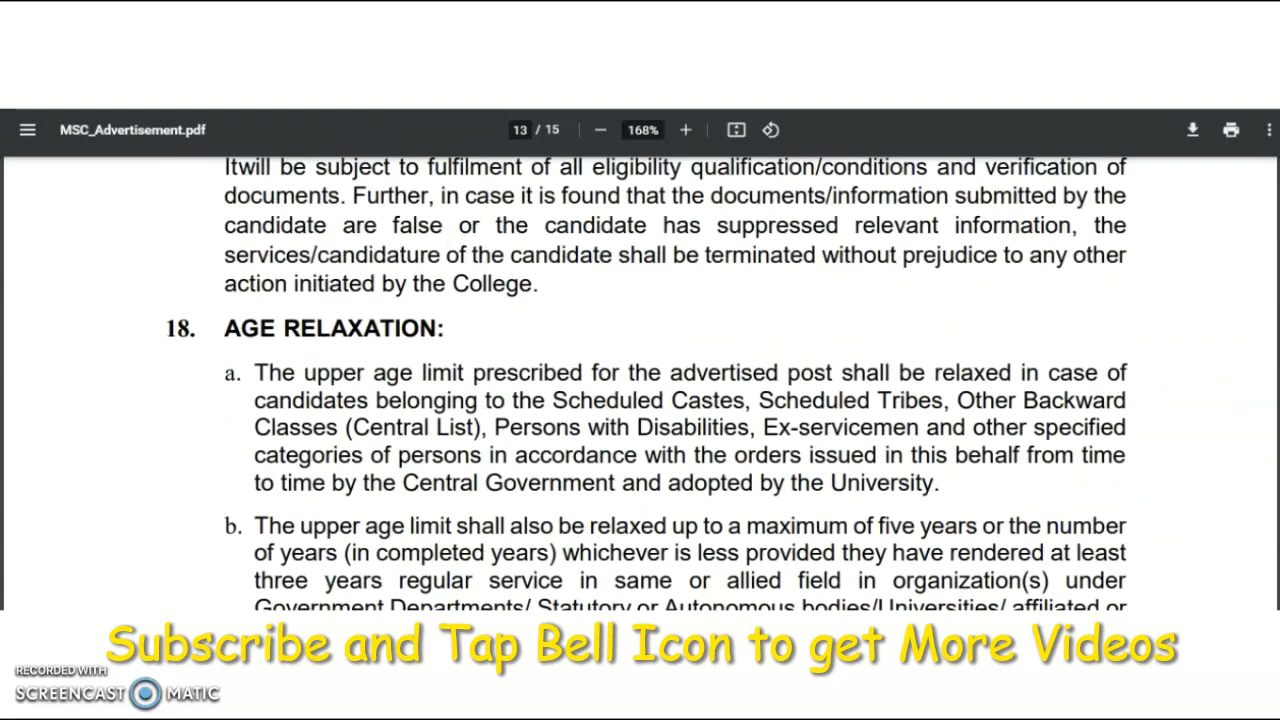 MSC_Advertisement.pdf 13 / 15 168%
Itwill be subject to fulfilment of all eligibility qualification/conditions and verification of
documents. Further, in case it is found that the documents/information submitted by the
candidate are false or the candidate has suppressed relevant information, the
services/candidature of the candidate shall be terminated without prejudice to any other
action initiated by the College.
18. AGE RELAXATION:
a. The upper age limit prescribed for the advertised post shall be relaxed in case of
candidates belonging to the Scheduled Castes, Scheduled Tribes, Other Backward
Classes (Central List), Persons with Disabilities, Ex-servicemen and other specified
categories of persons in accordance with the orders issued in this behalf from time
to time by the Central Government and adopted by the University.
b. The upper age limit shall also be relaxed up to a maximum of five years or the number
of years (in completed years) whichever is less provided they have rendered at least
three years regular service in same or allied field in organization(s) under
Government Departments/ Statutory or Autonomous bodies/Universities/ affiliated or
Subscribe and Tap Bell Icon to get More Videos
RECORDED WITH
SCREENCAST MATIC